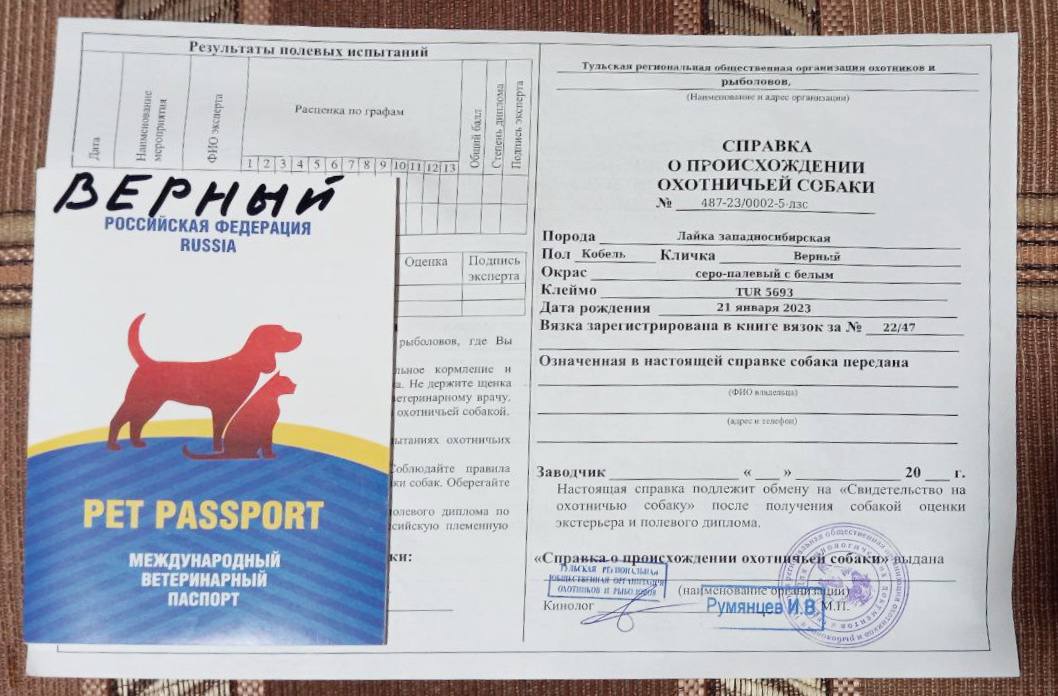 Результаты полевых испытаний
Дата
Наименование мероприятия
ФИО эксперта
Расценка по графам
Общий балл
Степень диплома
Подпись эксперта
1 2 3 4 5 6 7 8 9 10 11 12 13
Оценка
Подпись эксперта
рыболовов, где Вы
льное кормление и
а. Не держите щенка
ветеринарному врачу.
охотничьей собакой.
ытаниях охотничьих
Соблюдайте правила
ки собак. Оберегайте
полевого диплома по
сийскую племенную
ки:
ВЕРНЫЙ
РОССИЙСКАЯ ФЕДЕРАЦИЯ
RUSSIA
PET PASSPORT
МЕЖДУНАРОДНЫЙ
ВЕТЕРИНАРНЫЙ
ПАСПОРТ
Тульская региональная общественная организация охотников и
рыболовов,
(Наименование и адрес организации)
СПРАВКА
О ПРОИСХОЖДЕНИИ
ОХОТНИЧЬЕЙ СОБАКИ
№ 487-23/0002-5-лзс
Порода Лайка западносибирская
Пол Кобель Кличка Верный
Окрас серо-палевый с белым
Клеймо TUR 5693
Дата рождения 21 января 2023
Вязка зарегистрирована в книге вязок за № 22/47
Означенная в настоящей справке собака передана
(ФИО владельца)
(адрес и телефон)
Заводчик « » 20 г.
Настоящая справка подлежит обмену на «Свидетельство на
охотничью собаку» после получения собакой оценки
экстерьера и полевого диплома.
«Справка о происхождении охотничьей собаки» выдана
ТУЛЬСКАЯ РЕГИОНАЛЬНАЯ
ОБЩЕСТВЕННАЯ ОРГАНИЗАЦИЯ
ОХОТНИКОВ И РЫБОЛОВОВ
(наименование организации)
Кинолог Румянцев И.В. М.П.